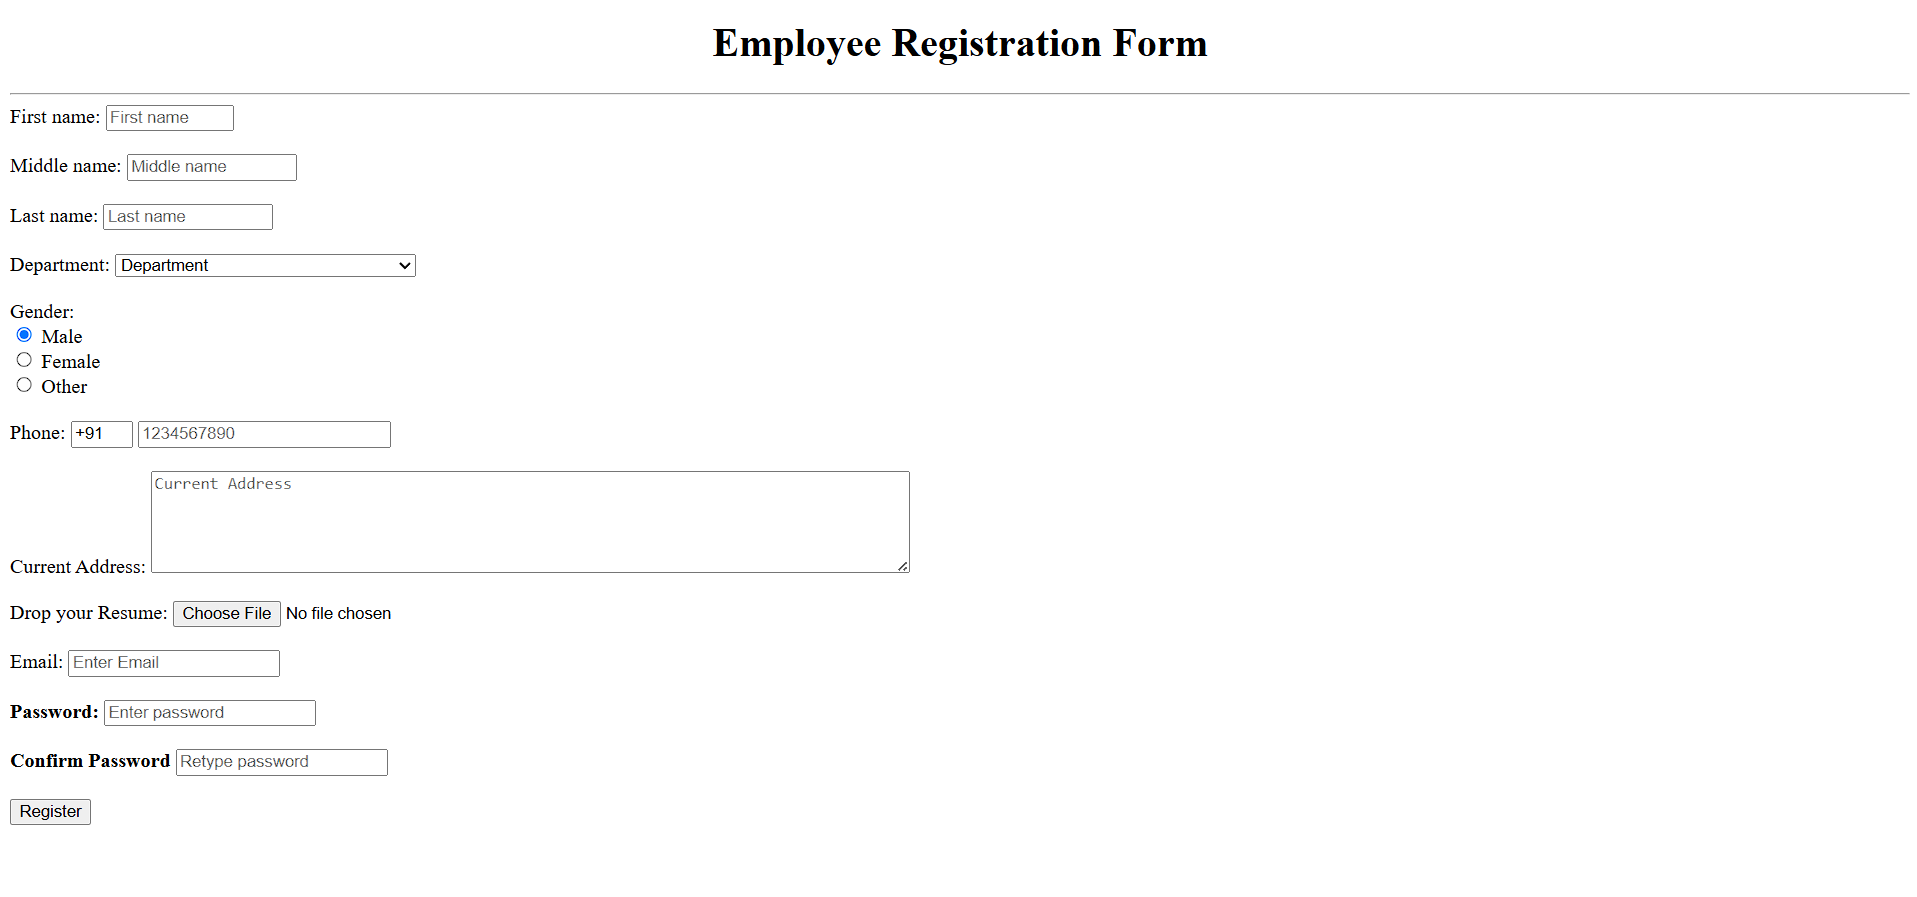 Employee Registration Form
First name: First name
Middle name: Middle name
Last name: Last name
Department: Department
Gender:
Male
Female
Other
Phone: +91 1234567890
Current Address
Current Address:
Drop your Resume: Choose File No file chosen
Email: Enter Email
Password: Enter password
Confirm Password Retype password
Register